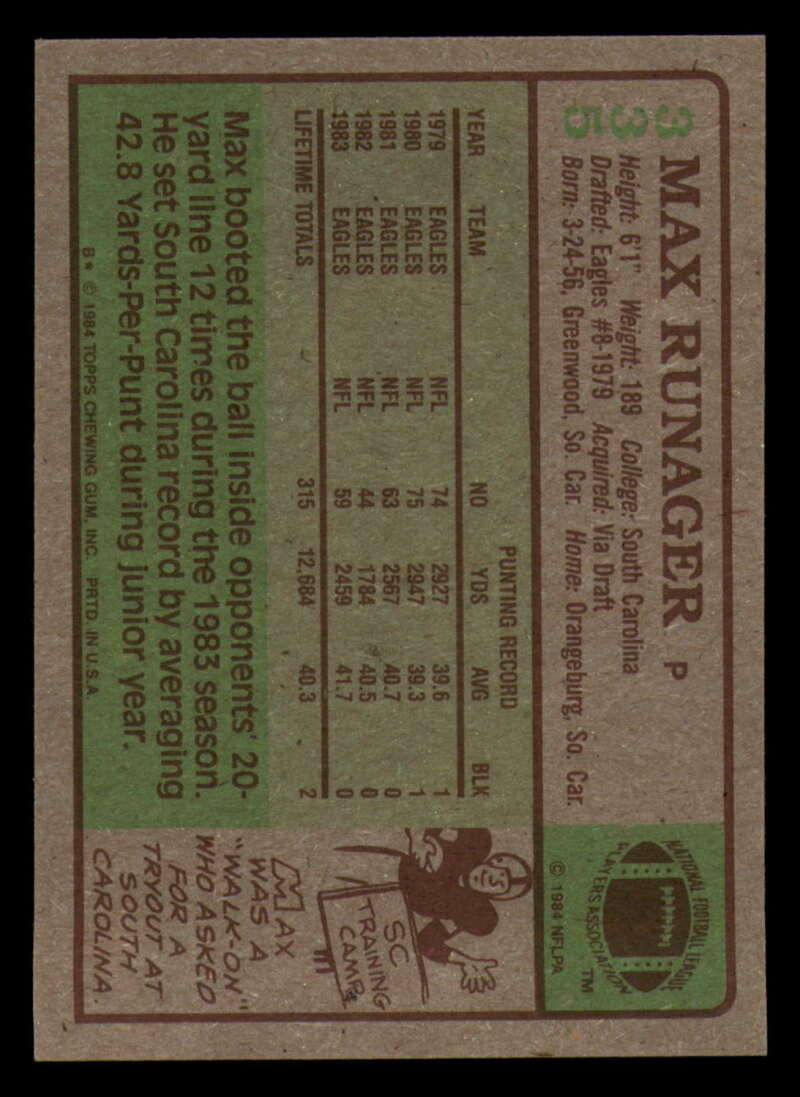 335
MAX RUNAGER P
Height: 6'1" Weight: 189 College: South Carolina
Drafted: Eagles #8-1979 Acquired: Via Draft
Born: 3-24-56, Greenwood, So. Car. Home: Orangeburg, So. Car.
NATIONAL FOOTBALL LEAGUE
PLAYERS ASSOCIATION
TM
© 1984 NFLPA
PUNTING RECORD
YEAR TEAM NO YDS AVG BLK
1979 EAGLES NFL 74 2927 39.6 1
1980 EAGLES NFL 75 2947 39.3 1
1981 EAGLES NFL 63 2567 40.7 0
1982 EAGLES NFL 44 1784 40.5 0
1983 EAGLES NFL 59 2459 41.7 0
LIFETIME TOTALS 315 12,684 40.3 2
Max booted the ball inside opponents' 20-
yard line 12 times during the 1983 season.
He set South Carolina record by averaging
42.8 Yards-Per-Punt during junior year.
B* © 1984 TOPPS CHEWING GUM, INC. PRTD. IN U.S.A.
SC
TRAINING
CAMP
MAX
WAS A
"WALK-ON"
WHO ASKED
FOR A
TRYOUT AT
SOUTH
CAROLINA.